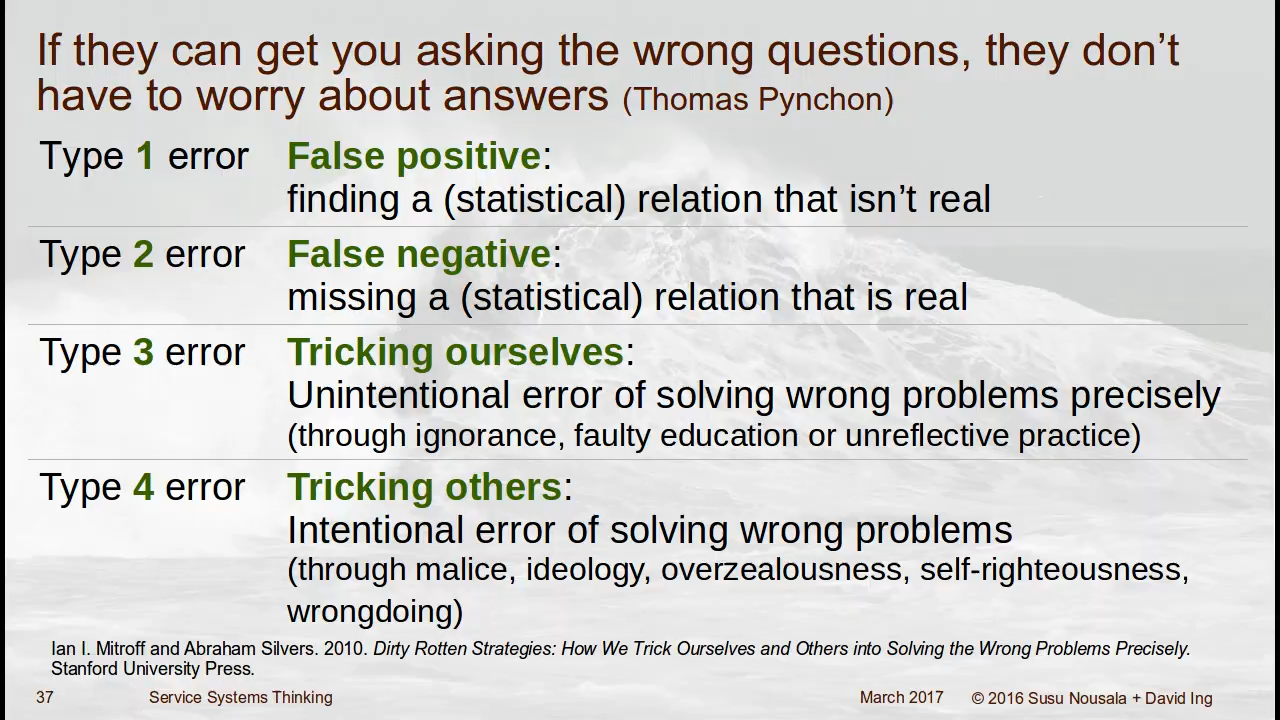 If they can get you asking the wrong questions, they don’t
have to worry about answers (Thomas Pynchon)
Type 1 error False positive:
finding a (statistical) relation that isn’t real
Type 2 error False negative:
missing a (statistical) relation that is real
Type 3 error Tricking ourselves:
Unintentional error of solving wrong problems precisely
(through ignorance, faulty education or unreflective practice)
Type 4 error Tricking others:
Intentional error of solving wrong problems
(through malice, ideology, overzealousness, self-righteousness,
wrongdoing)
Ian I. Mitroff and Abraham Silvers. 2010. Dirty Rotten Strategies: How We Trick Ourselves and Others into Solving the Wrong Problems Precisely.
Stanford University Press.
37 Service Systems Thinking March 2017 © 2016 Susu Nousala + David Ing